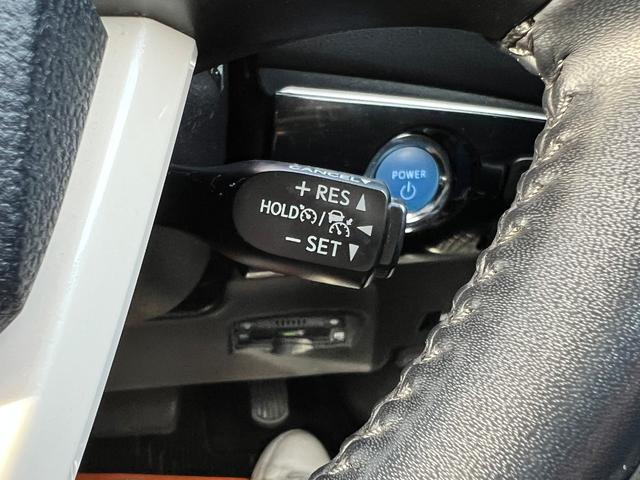 CANCEL
+ RES ▲
HOLD / ◀
− SET ▼
POWER